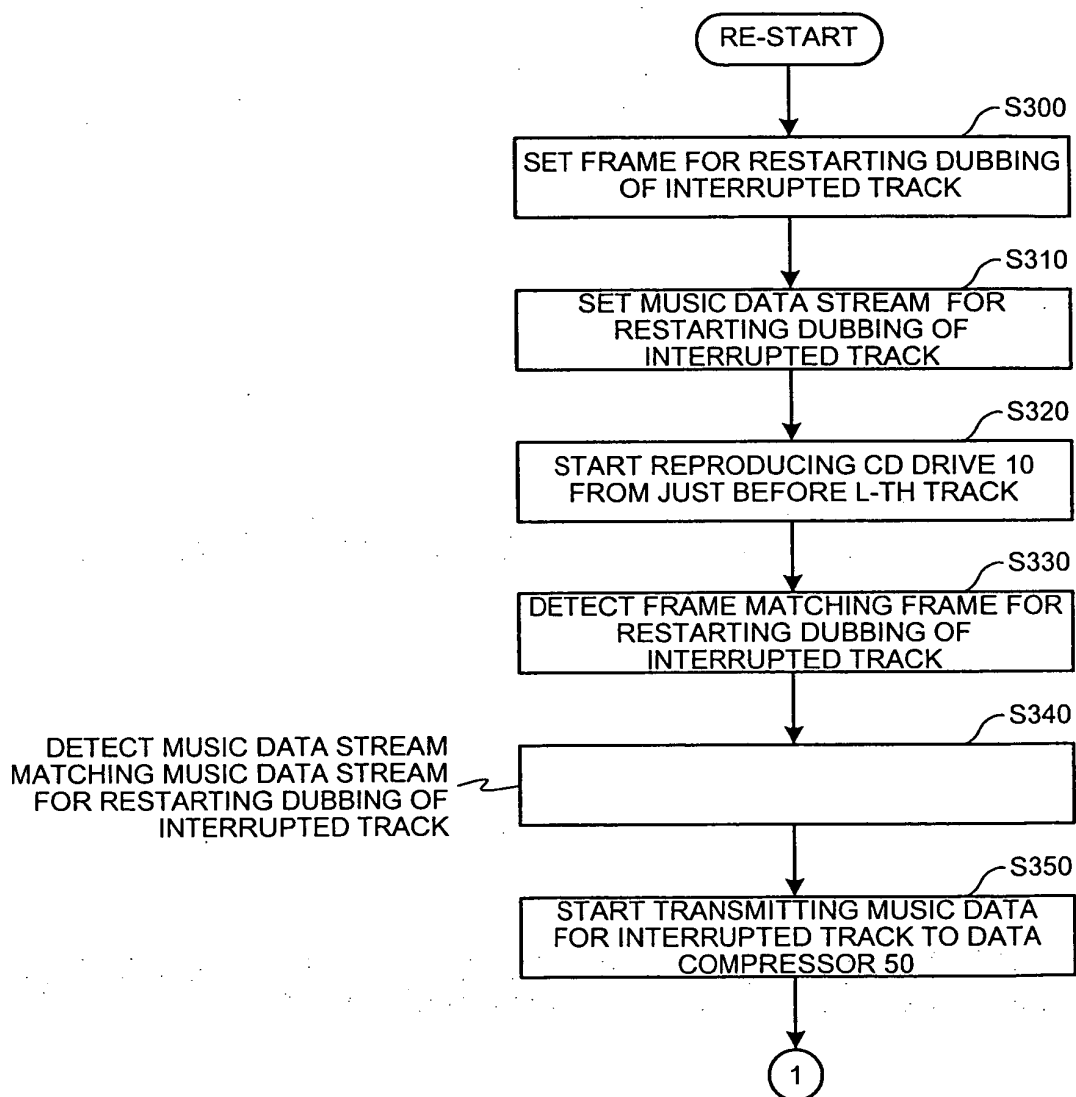 RE-START
S300
SET FRAME FOR RESTARTING DUBBING
OF INTERRUPTED TRACK
S310
SET MUSIC DATA STREAM FOR
RESTARTING DUBBING OF
INTERRUPTED TRACK
S320
START REPRODUCING CD DRIVE 10
FROM JUST BEFORE L-TH TRACK
S330
DETECT FRAME MATCHING FRAME FOR
RESTARTING DUBBING OF
INTERRUPTED TRACK
S340
DETECT MUSIC DATA STREAM
MATCHING MUSIC DATA STREAM
FOR RESTARTING DUBBING OF
INTERRUPTED TRACK
S350
START TRANSMITTING MUSIC DATA
FOR INTERRUPTED TRACK TO DATA
COMPRESSOR 50
1